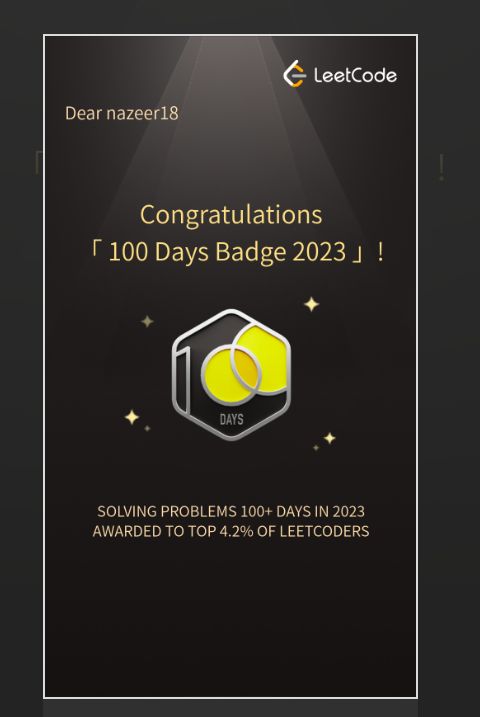 LeetCode
Dear nazeer18
Congratulations
「 100 Days Badge 2023 」!
100
DAYS
SOLVING PROBLEMS 100+ DAYS IN 2023
AWARDED TO TOP 4.2% OF LEETCODERS